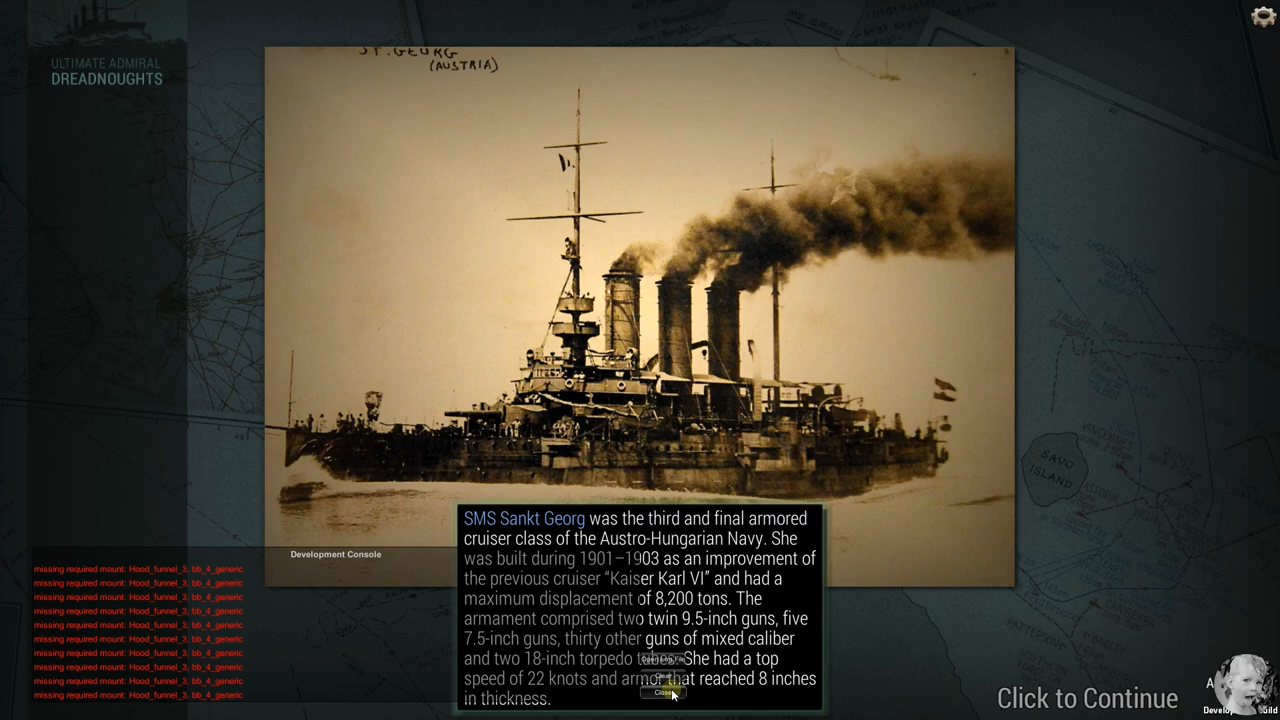 ULTIMATE ADMIRAL
DREADNOUGHTS
ST. GEORG
(AUSTRIA)
SAVO
ISLAND
Development Console
missing required mount: Hood_funnel_3, bb_4_generic
missing required mount: Hood_funnel_3, bb_4_generic
missing required mount: Hood_funnel_3, bb_4_generic
missing required mount: Hood_funnel_3, bb_4_generic
missing required mount: Hood_funnel_3, bb_4_generic
missing required mount: Hood_funnel_3, bb_4_generic
missing required mount: Hood_funnel_3, bb_4_generic
missing required mount: Hood_funnel_3, bb_4_generic
missing required mount: Hood_funnel_3, bb_4_generic
missing required mount: Hood_funnel_3, bb_4_generic
SMS Sankt Georg was the third and final armored
cruiser class of the Austro-Hungarian Navy. She
was built during 1901–1903 as an improvement of
the previous cruiser “Kaiser Karl VI” and had a
maximum displacement of 8,200 tons. The
armament comprised two twin 9.5-inch guns, five
7.5-inch guns, thirty other guns of mixed caliber
and two 18-inch torpedo She had a top
speed of 22 knots and armor that reached 8 inches
in thickness.
Open Log File
Clear
Close
Click to Continue